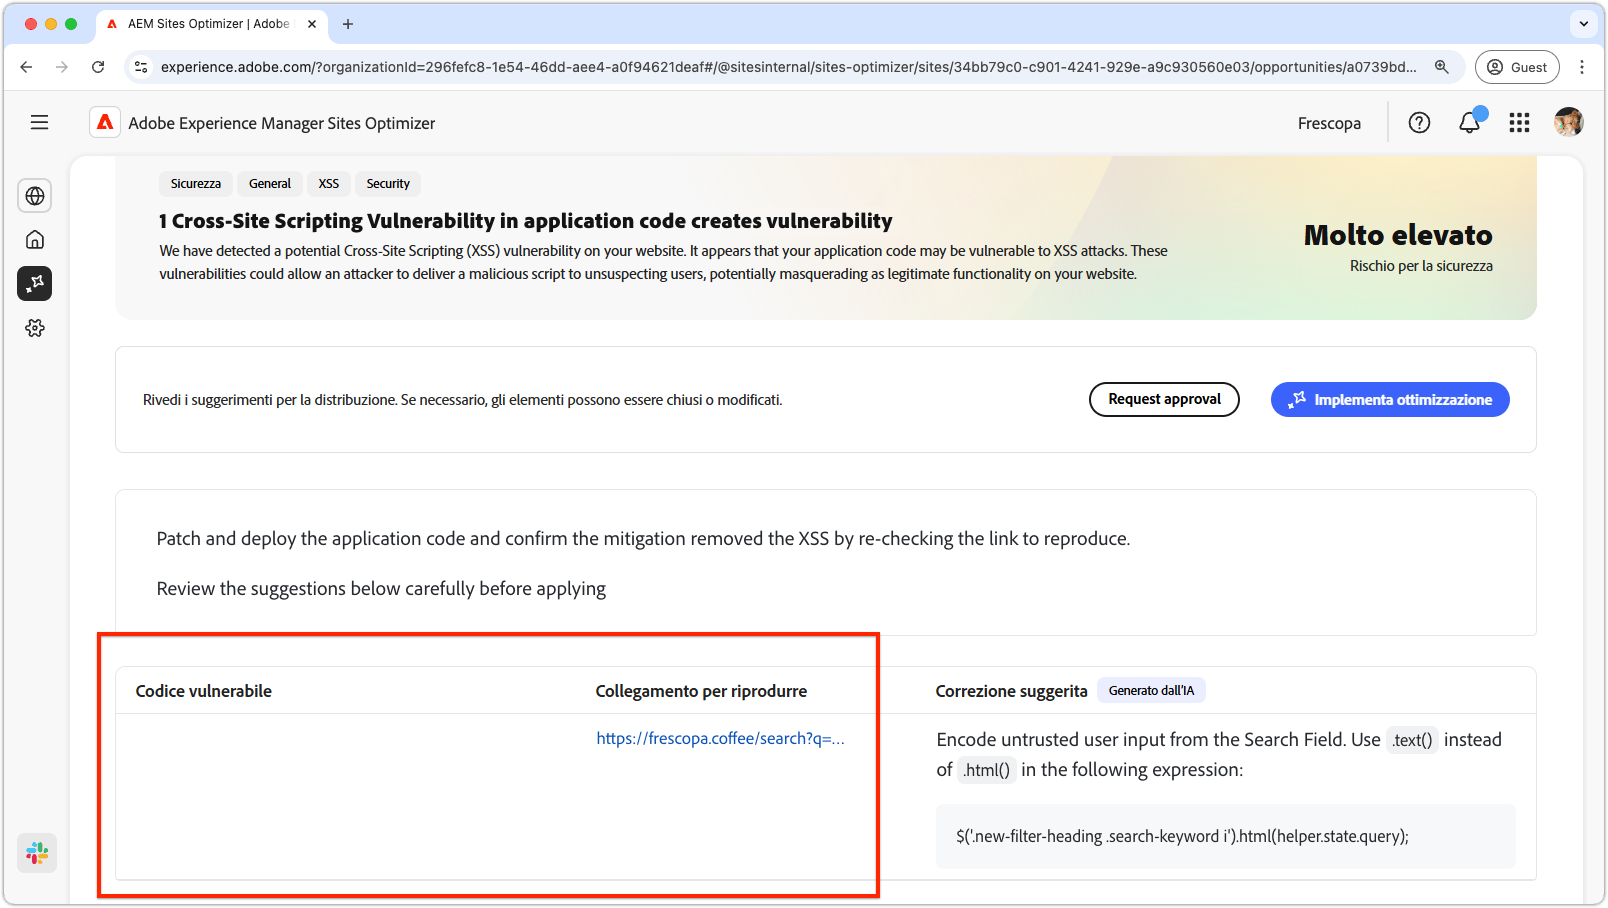 AEM Sites Optimizer | Adobe
experience.adobe.com/?organizationId=296fefc8-1e54-46dd-aee4-a0f94621deaf#/@sitesinternal/sites-optimizer/sites/34bb79c0-c901-4241-929e-a9c930560e03/opportunities/a0739bd...
Guest
Adobe Experience Manager Sites Optimizer
Frescopa
Sicurezza General XSS Security
1 Cross-Site Scripting Vulnerability in application code creates vulnerability
We have detected a potential Cross-Site Scripting (XSS) vulnerability on your website. It appears that your application code may be vulnerable to XSS attacks. These
vulnerabilities could allow an attacker to deliver a malicious script to unsuspecting users, potentially masquerading as legitimate functionality on your website.
Molto elevato
Rischio per la sicurezza
Rivedi i suggerimenti per la distribuzione. Se necessario, gli elementi possono essere chiusi o modificati.
Request approval
Implementa ottimizzazione
Patch and deploy the application code and confirm the mitigation removed the XSS by re-checking the link to reproduce.
Review the suggestions below carefully before applying
Codice vulnerabile
Collegamento per riprodurre
Correzione suggerita Generato dall'IA
https://frescopa.coffee/search?q=...
Encode untrusted user input from the Search Field. Use .text() instead
of .html() in the following expression:
$('.new-filter-heading .search-keyword i').html(helper.state.query);